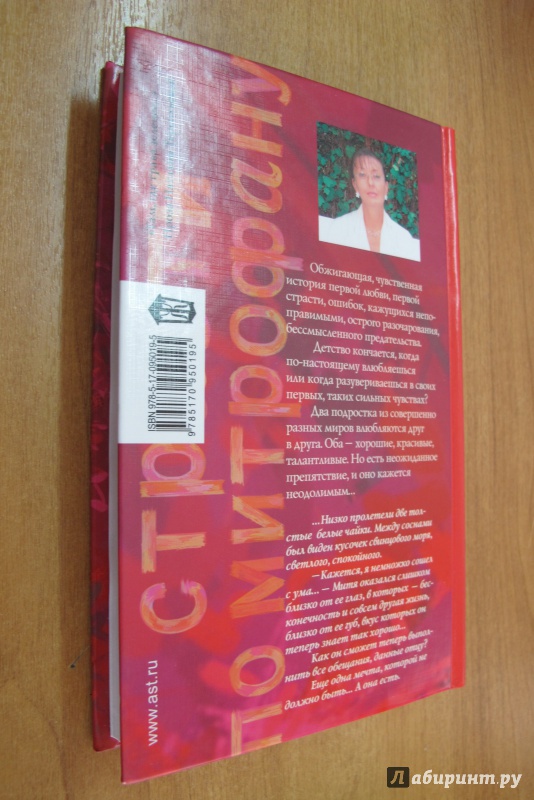 Обжигающая, чувственная
история первой любви, первой
страсти, ошибок, кажущихся непо-
правимыми, острого разочарования,
бессмысленного предательства.
Детство кончается, когда
по-настоящему влюбляешься
или когда разувериваешься в своих
первых, таких сильных чувствах?
Два подростка из совершенно
разных миров влюбляются друг
в друга. Оба – хорошие, красивые,
талантливые. Но есть неожиданное
препятствие, и оно кажется
неодолимым...
...Низко пролетели две тол-
стые белые чайки. Между соснами
был виден кусочек свинцового моря,
светлого, спокойного.
– Кажется, я немножко сошел
с ума... – Митя оказался слишком
близко от ее глаз, в которых – бес-
конечность и совсем другая жизнь,
близко от ее губ, вкус которых он
теперь знает так хорошо...
Как он сможет теперь выпол-
нить все обещания, данные отцу?
Еще одна мечта, которой не
должно быть... А она есть.
по митрофану
www.ast.ru
ISBN 978-5-17-095019-5
9 785170 950195
Лабиринт.ру